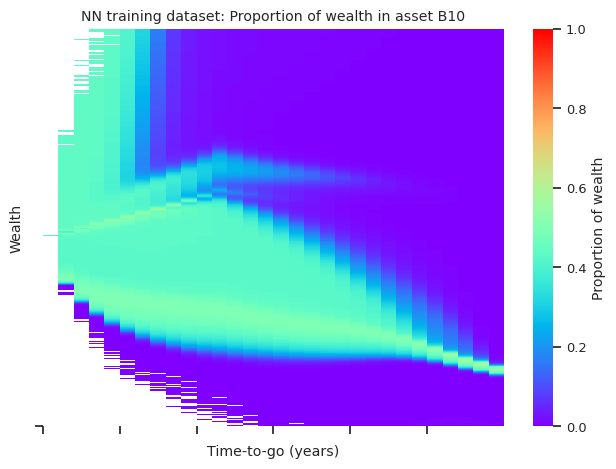 NN training dataset: Proportion of wealth in asset B10
Wealth
Time-to-go (years)
1.0
0.8
0.6
0.4
0.2
0.0
Proportion of wealth